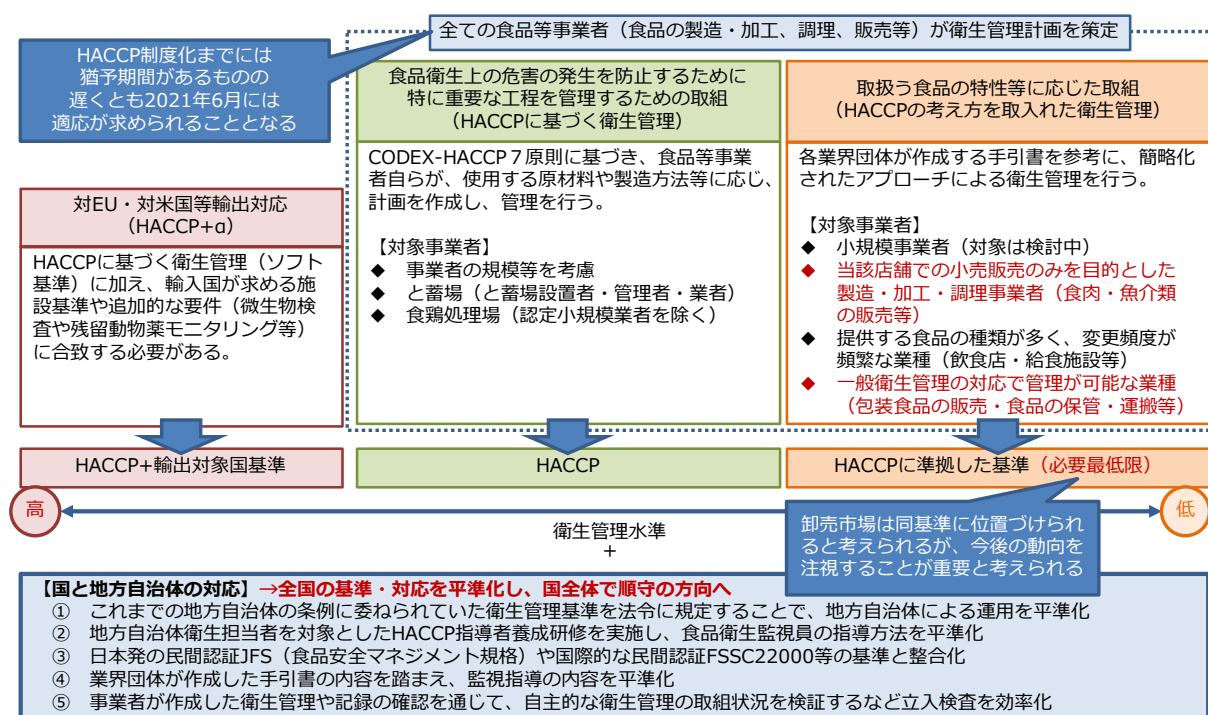 全ての食品等事業者（食品の製造・加工、調理、販売等）が衛生管理計画を策定
HACCP制度化までには
猶予期間があるものの
遅くとも2021年6月には
適応が求められることとなる
対EU・対米国等輸出対応
（HACCP+α）
HACCPに基づく衛生管理（ソフト
基準）に加え、輸入国が求める施
設基準や追加的な要件（微生物検
査や残留動物薬モニタリング等）
に合致する必要がある。
食品衛生上の危害の発生を防止するために
特に重要な工程を管理するための取組
（HACCPに基づく衛生管理）
CODEX-HACCP７原則に基づき、食品等事業
者自らが、使用する原材料や製造方法等に応じ、
計画を作成し、管理を行う。
【対象事業者】
◆ 事業者の規模等を考慮
◆ と蓄場（と蓄場設置者・管理者・業者）
◆ 食鶏処理場（認定小規模業者を除く）
取扱う食品の特性等に応じた取組
（HACCPの考え方を取入れた衛生管理）
各業界団体が作成する手引書を参考に、簡略化
されたアプローチによる衛生管理を行う。
【対象事業者】
◆ 小規模事業者（対象は検討中）
◆ 当該店舗での小売販売のみを目的とした
製造・加工・調理事業者（食肉・魚介類
の販売等）
◆ 提供する食品の種類が多く、変更頻度が
頻繁な業種（飲食店・給食施設等）
◆ 一般衛生管理の対応で管理が可能な業種
（包装食品の販売・食品の保管・運搬等）
HACCP+輸出対象国基準
HACCP
HACCPに準拠した基準（必要最低限）
高
低
衛生管理水準
+
卸売市場は同基準に位置づけられ
ると考えられるが、今後の動向を
注視することが重要と考えられる
【国と地方自治体の対応】→全国の基準・対応を平準化し、国全体で順守の方向へ
① これまでの地方自治体の条例に委ねられていた衛生管理基準を法令に規定することで、地方自治体による運用を平準化
② 地方自治体衛生担当者を対象としたHACCP指導者養成研修を実施し、食品衛生監視員の指導方法を平準化
③ 日本発の民間認証JFS（食品安全マネジメント規格）や国際的な民間認証FSSC22000等の基準と整合化
④ 業界団体が作成した手引書の内容を踏まえ、監視指導の内容を平準化
⑤ 事業者が作成した衛生管理や記録の確認を通じて、自主的な衛生管理の取組状況を検証するなど立入検査を効率化